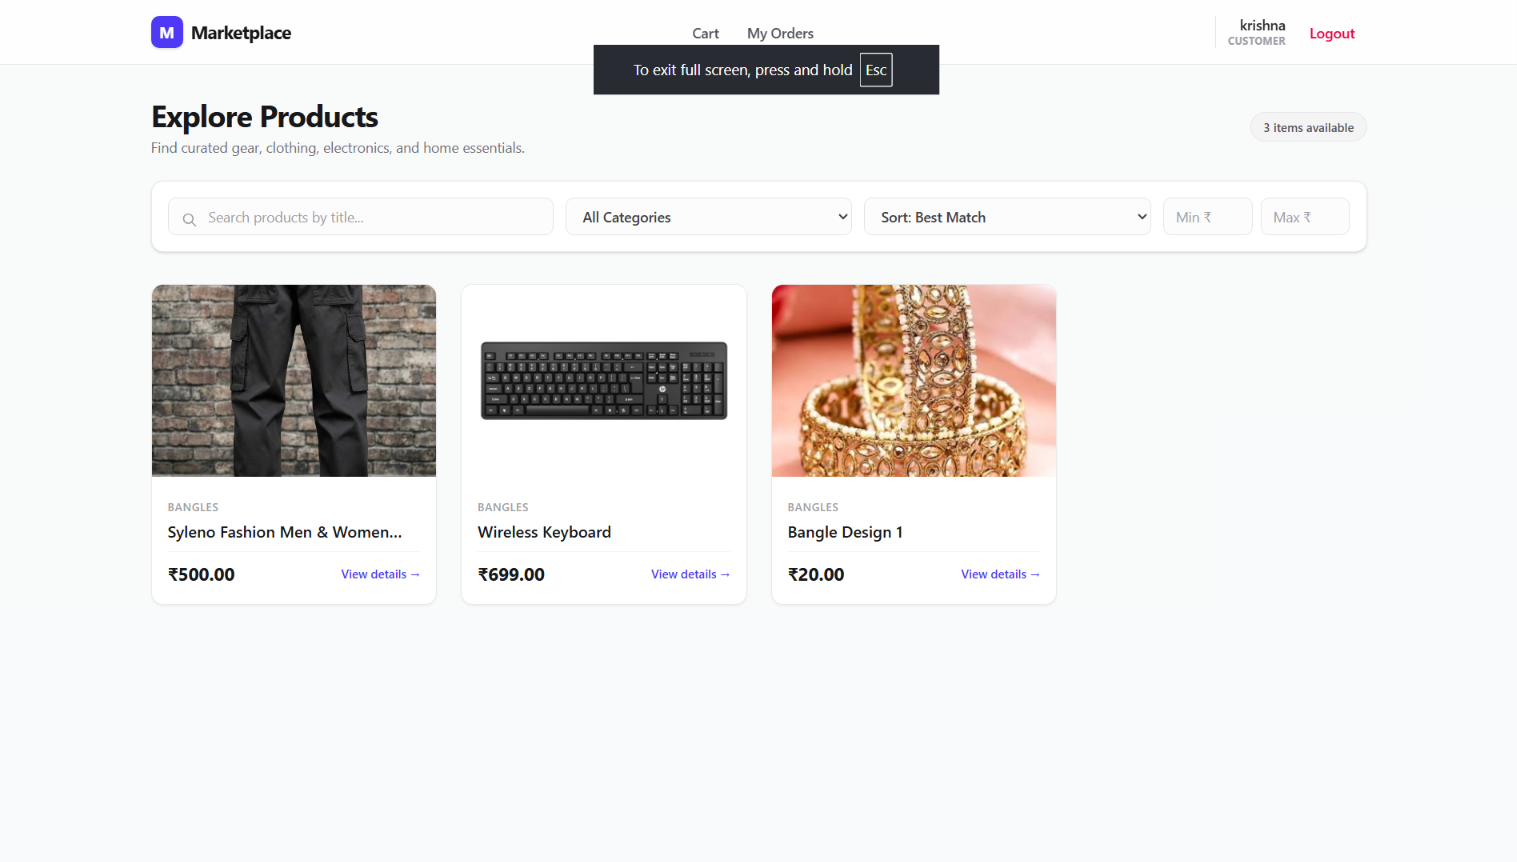 M Marketplace
Cart
My Orders
krishna
CUSTOMER
Logout
To exit full screen, press and hold Esc
Explore Products
Find curated gear, clothing, electronics, and home essentials.
3 items available
Search products by title...
All Categories
Sort: Best Match
Min ₹
Max ₹
BANGLES
Syleno Fashion Men & Women...
₹500.00
View details →
BANGLES
Wireless Keyboard
₹699.00
View details →
BANGLES
Bangle Design 1
₹20.00
View details →